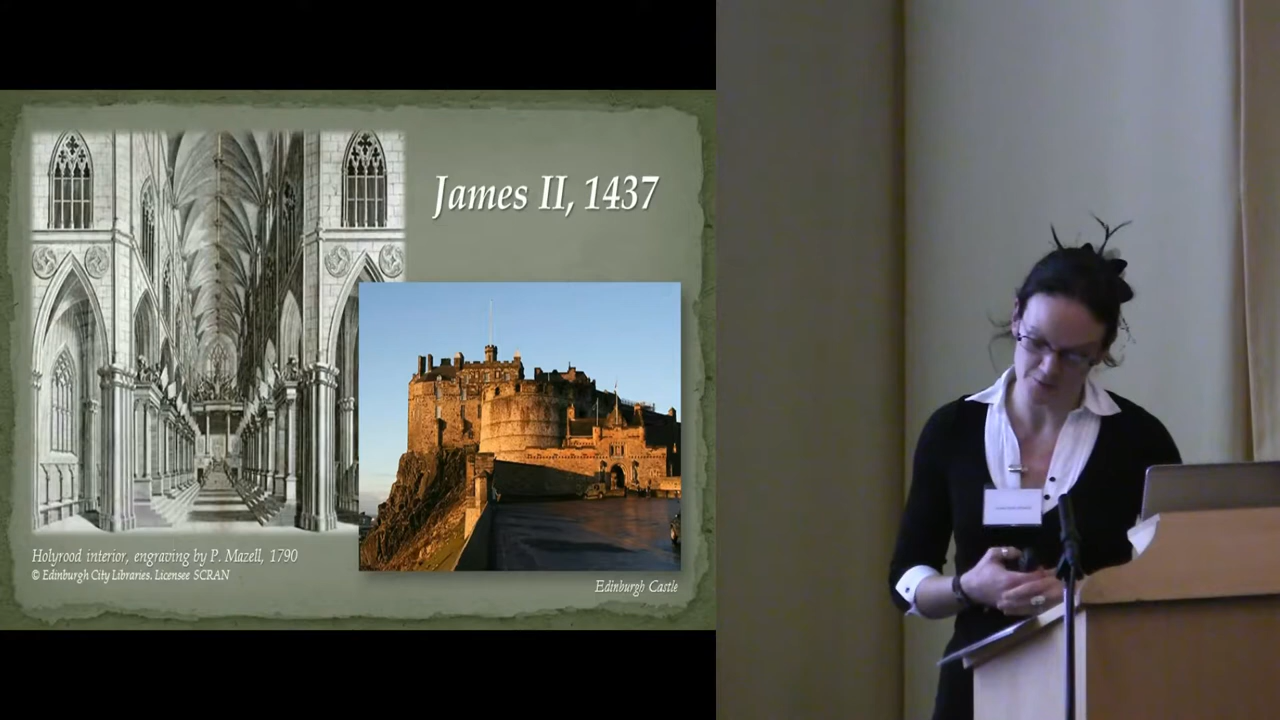 James II, 1437
Holyrood interior, engraving by P. Mazell, 1790
© Edinburgh City Libraries. Licensee SCRAN
Edinburgh Castle